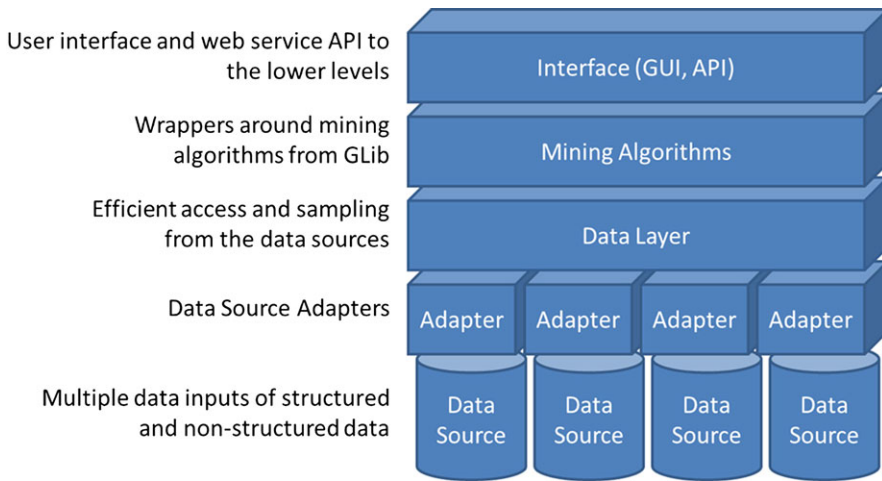 User interface and web service API to
the lower levels
Interface (GUI, API)
Wrappers around mining
algorithms from GLib
Mining Algorithms
Efficient access and sampling
from the data sources
Data Layer
Data Source Adapters
Adapter
Adapter
Adapter
Adapter
Multiple data inputs of structured
and non-structured data
Data
Source
Data
Source
Data
Source
Data
Source